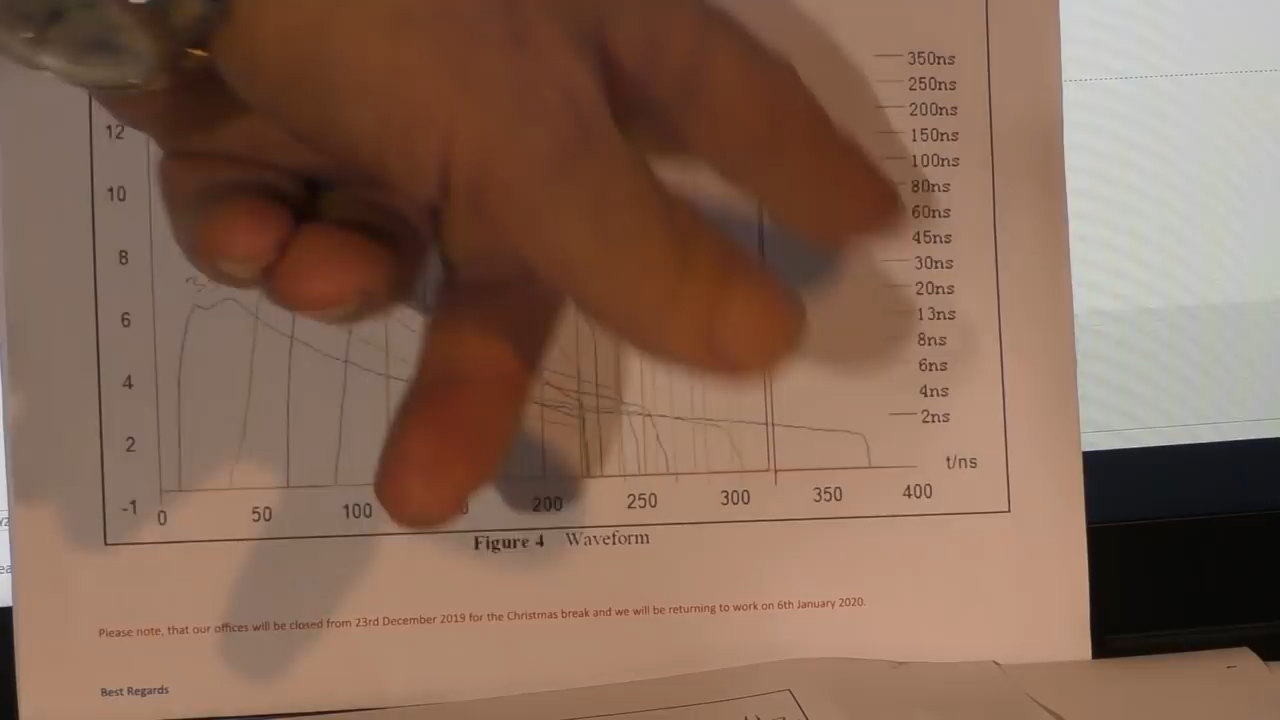 350ns
250ns
200ns
150ns
100ns
80ns
60ns
45ns
30ns
20ns
13ns
8ns
6ns
4ns
2ns
12
10
8
6
4
2
-1
0 50 100 200 250 300 350 400
t/ns
Figure 4 Waveform
Please note, that our offices will be closed from 23rd December 2019 for the Christmas break and we will be returning to work on 6th January 2020.
Best Regards